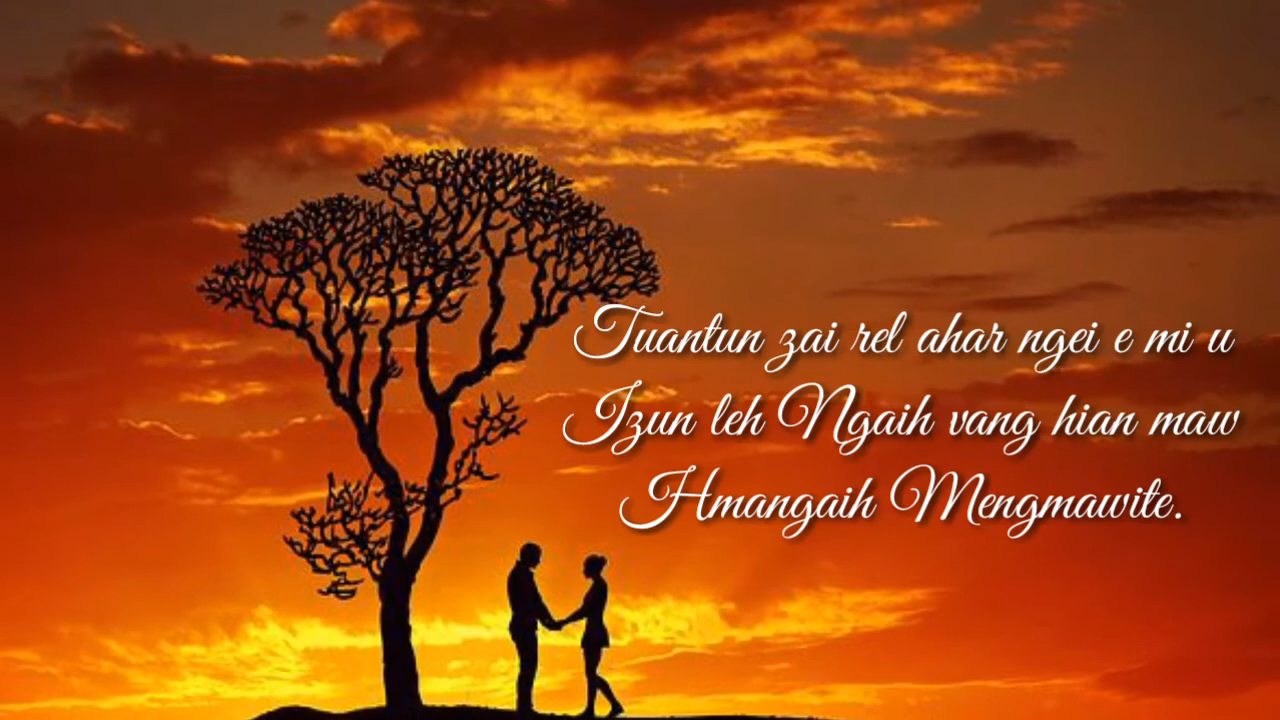 Tuantun zai rel ahar ngei e mi u
Izun leh Ngaih vang hian maw
Hmangaih Mengmawite.